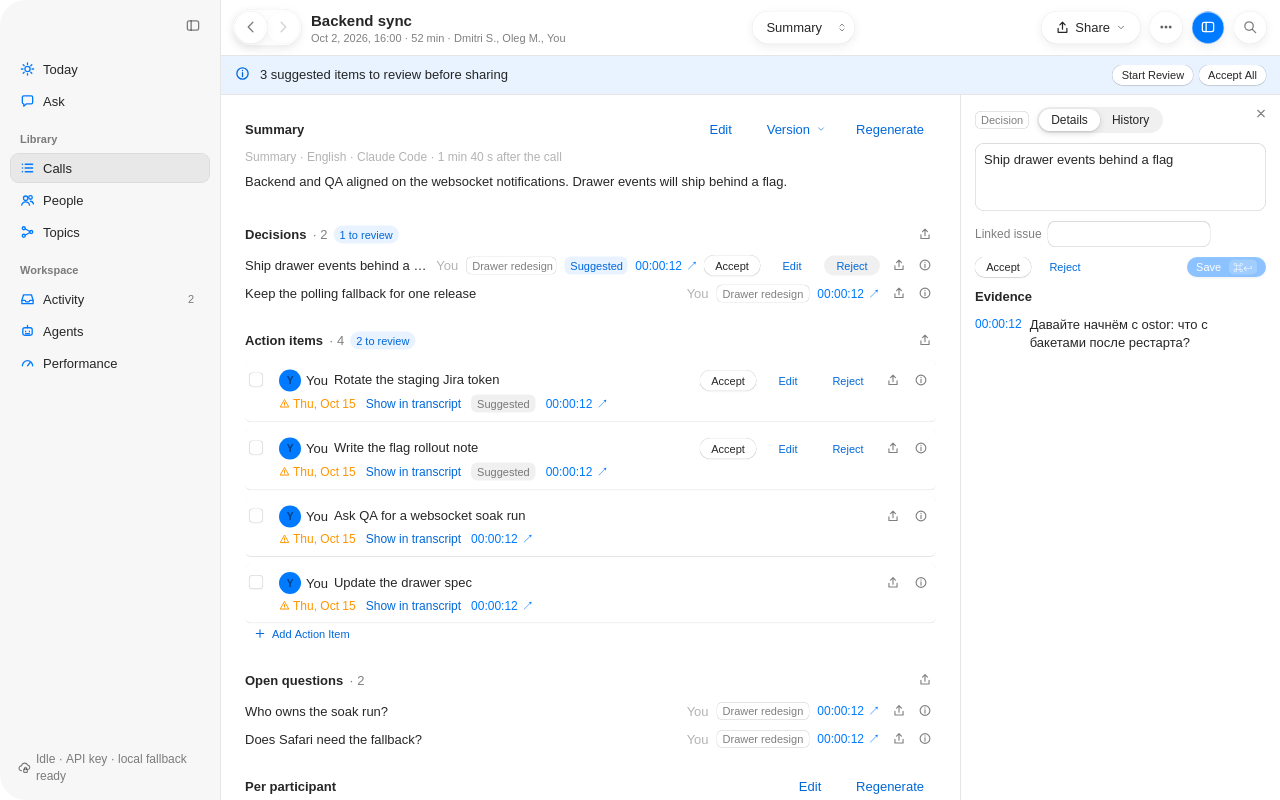 Backend sync
Oct 2, 2026, 16:00 · 52 min · Dmitri S., Oleg M., You
Summary
Share
Today
Ask
Library
Calls
People
Topics
Workspace
Activity 2
Agents
Performance
Idle · API key · local fallback
ready
3 suggested items to review before sharing
Start Review
Accept All
Summary
Edit
Version
Regenerate
Summary · English · Claude Code · 1 min 40 s after the call
Backend and QA aligned on the websocket notifications. Drawer events will ship behind a flag.
Decisions · 2 1 to review
Ship drawer events behind a … You Drawer redesign Suggested 00:00:12 ↗ Accept Edit Reject
Keep the polling fallback for one release You Drawer redesign 00:00:12 ↗
Action items · 4 2 to review
Y You Rotate the staging Jira token Accept Edit Reject
Thu, Oct 15 Show in transcript Suggested 00:00:12 ↗
Y You Write the flag rollout note Accept Edit Reject
Thu, Oct 15 Show in transcript Suggested 00:00:12 ↗
Y You Ask QA for a websocket soak run
Thu, Oct 15 Show in transcript 00:00:12 ↗
Y You Update the drawer spec
Thu, Oct 15 Show in transcript 00:00:12 ↗
Add Action Item
Open questions · 2
Who owns the soak run? You Drawer redesign 00:00:12 ↗
Does Safari need the fallback? You Drawer redesign 00:00:12 ↗
Per participant Edit Regenerate
Decision Details History
Ship drawer events behind a flag
Linked issue
Accept Reject Save ⌘↩
Evidence
00:00:12 Давайте начнём с ostor: что с
бакетами после рестарта?